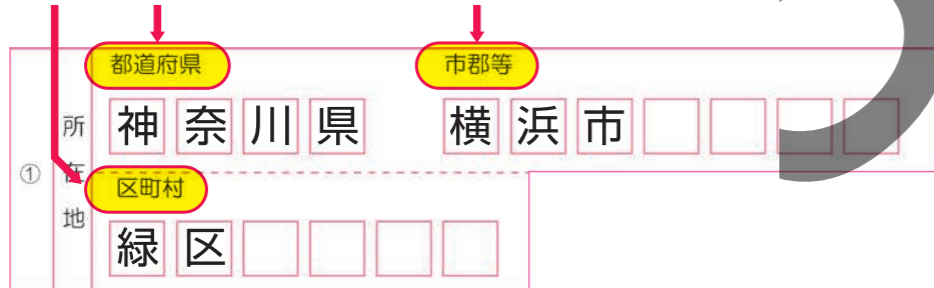 都道府県 市郡等
神奈川県 横浜市
① 所在地
区町村
緑区